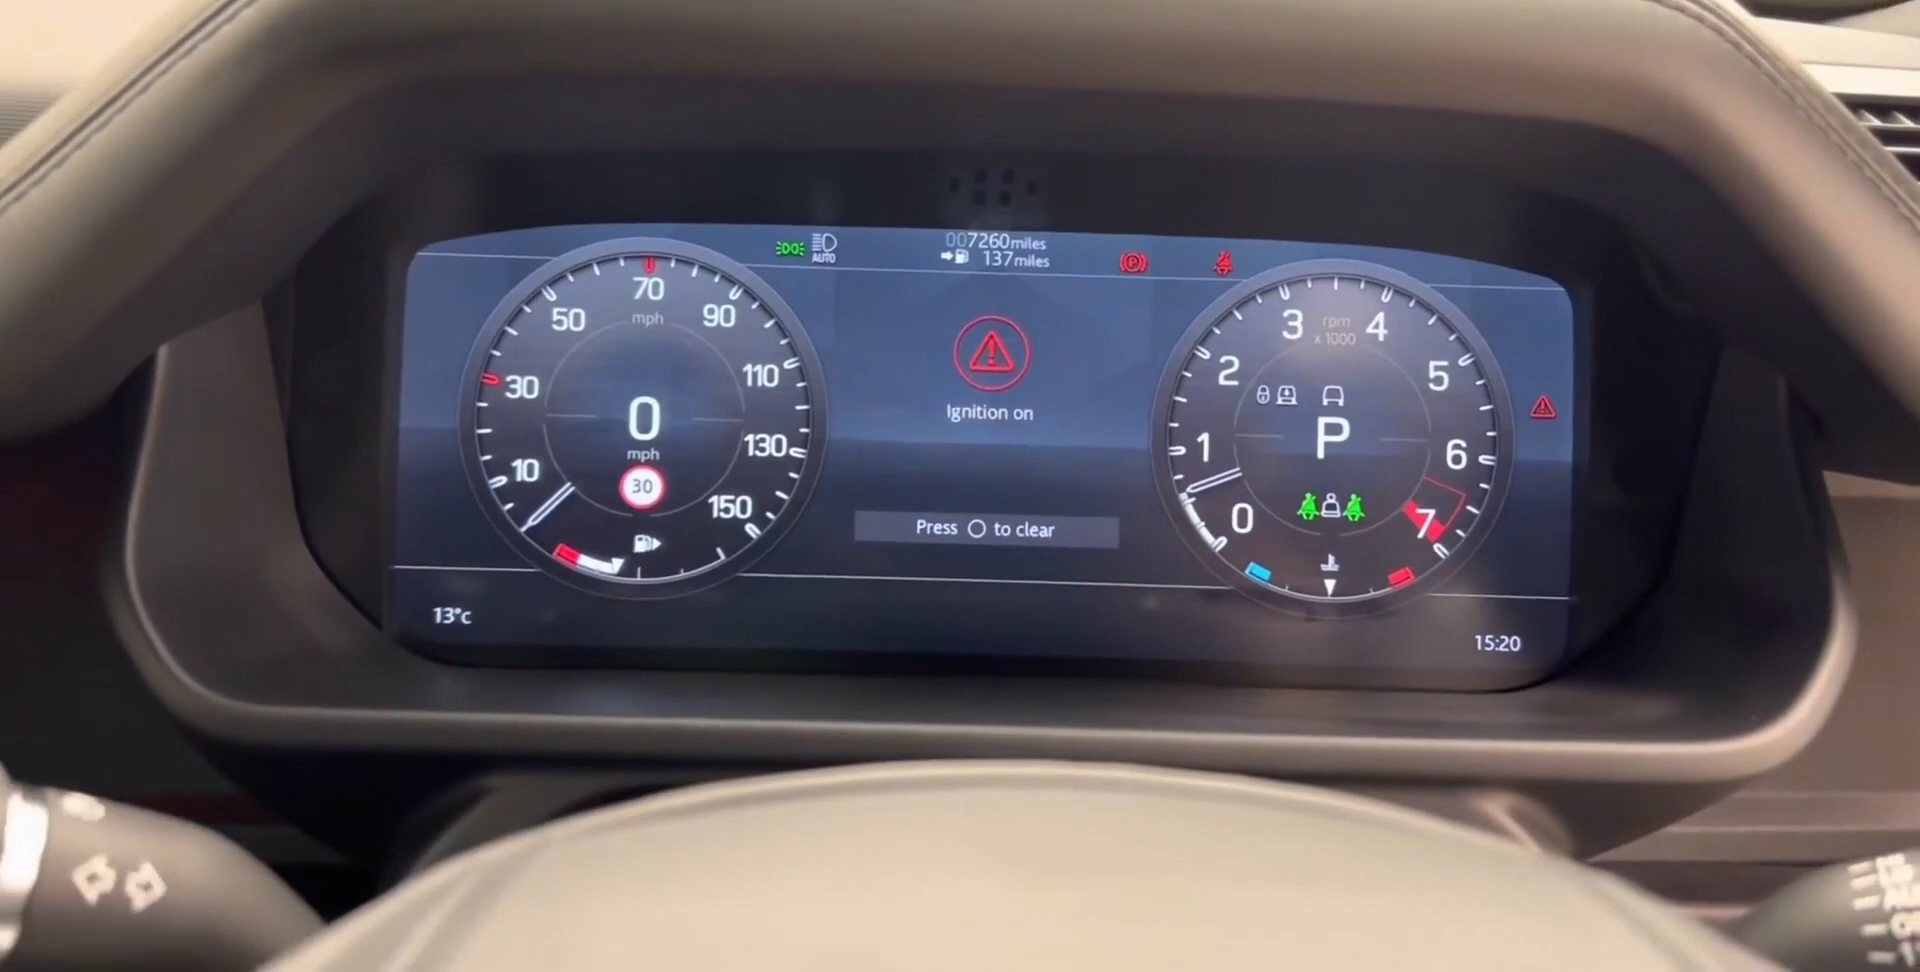 AUTO
007260miles
137miles
70
50
mph
90
30
110
0
mph
10
130
30
150
Ignition on
Press ◯ to clear
3
rpm
x 1000
4
2
5
P
1
6
0
7
13°c
15:20